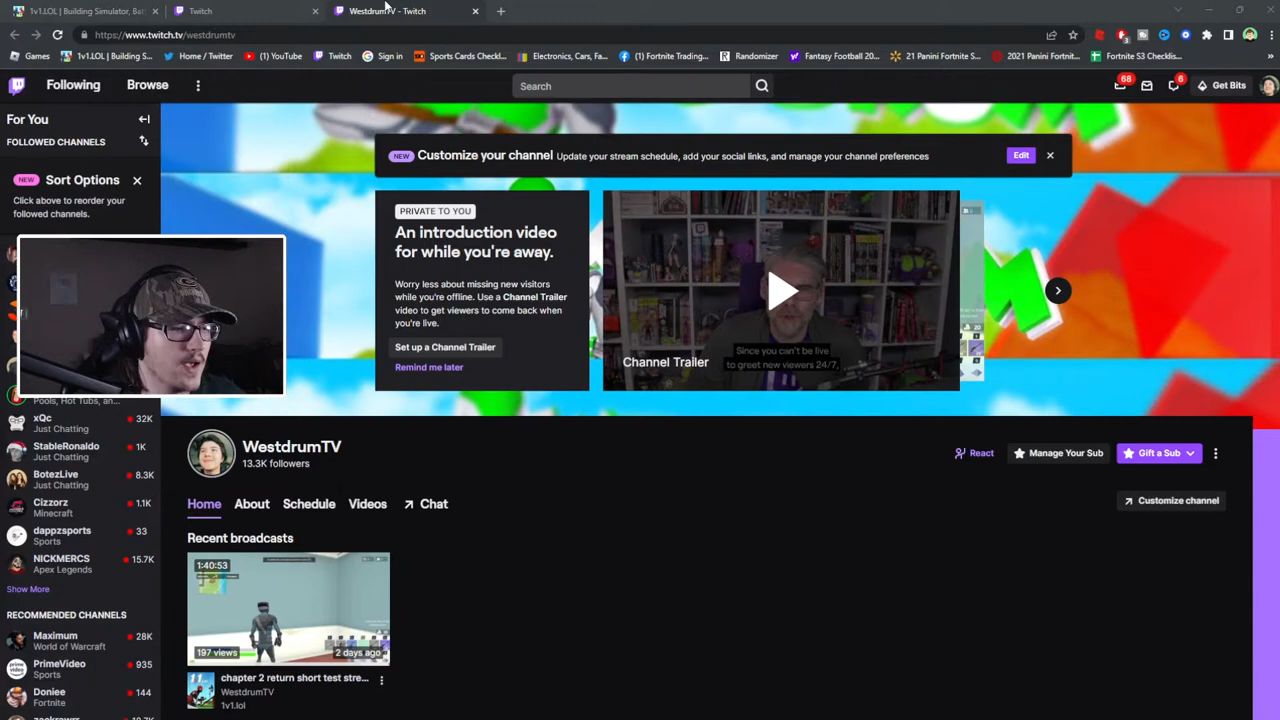 1v1.LOL | Building Simulator, Bat
Twitch
WestdrumTV - Twitch
https://www.twitch.tv/westdrumtv
Games
1v1.LOL | Building S...
Home / Twitter
(1) YouTube
Twitch
Sign in
Sports Cards Checkl...
Electronics, Cars, Fa...
(1) Fortnite Trading...
Randomizer
Fantasy Football 20...
21 Panini Fortnite S...
2021 Panini Fortnit...
Fortnite S3 Checklis...
Following
Browse
Search
68
6
Get Bits
For You
FOLLOWED CHANNELS
NEW Sort Options
Click above to reorder your
followed channels.
NEW Customize your channel Update your stream schedule, add your social links, and manage your channel preferences
Edit
PRIVATE TO YOU
An introduction video
for while you're away.
Worry less about missing new visitors
while you're offline. Use a Channel Trailer
video to get viewers to come back when
you're live.
Set up a Channel Trailer
Remind me later
Since you can't be live
to greet new viewers 24/7,
Channel Trailer
Pools, Hot Tubs, an...
xQc 32K
Just Chatting
StableRonaldo 1K
Just Chatting
BotezLive 8.3K
Just Chatting
Cizzorz 1.1K
Minecraft
dappzsports 33
Sports
NICKMERCS 15.7K
Apex Legends
Show More
RECOMMENDED CHANNELS
Maximum 28K
World of Warcraft
PrimeVideo 935
Sports
Doniee 144
Fortnite
WestdrumTV
13.3K followers
React
Manage Your Sub
Gift a Sub
Home
About
Schedule
Videos
Chat
Customize channel
Recent broadcasts
1:40:53
197 views
2 days ago
chapter 2 return short test stre...
WestdrumTV
1v1.lol